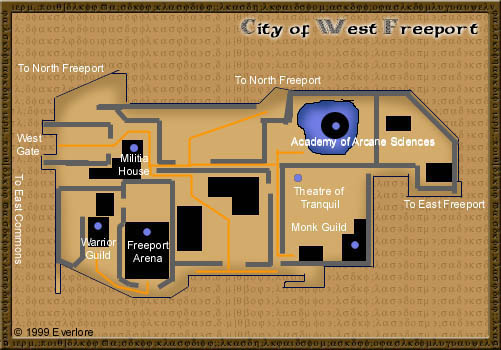 City of West Freeport
To North Freeport
To North Freeport
West
Gate
Militia
House
Academy of Arcane Sciences
To East Commons
Theatre of
Tranquil
To East Freeport
Monk Guild
Warrior
Guild
Freeport
Arena
© 1999 Everlore